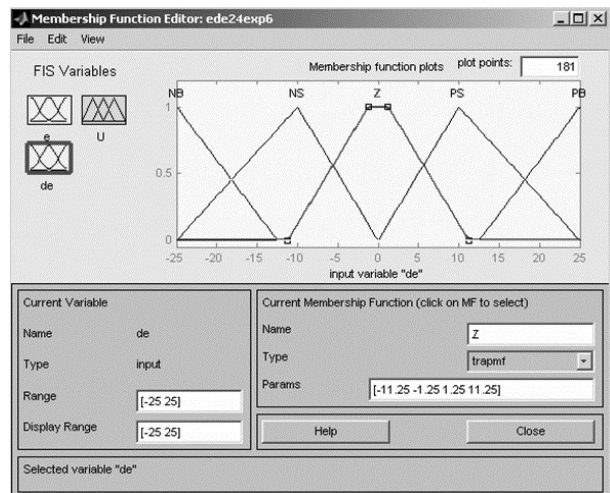 Membership Function Editor: ede24exp6
File Edit View
FIS Variables
Membership function plots plot points: 181
NB NS Z PS PB
e U
de
1
0.5
0
-25 -20 -15 -10 -5 0 5 10 15 20 25
input variable "de"
Current Variable
Name de
Type input
Range [-25 25]
Display Range [-25 25]
Current Membership Function (click on MF to select)
Name Z
Type trapmf
Params [-11.25 -1.25 1.25 11.25]
Help Close
Selected variable "de"